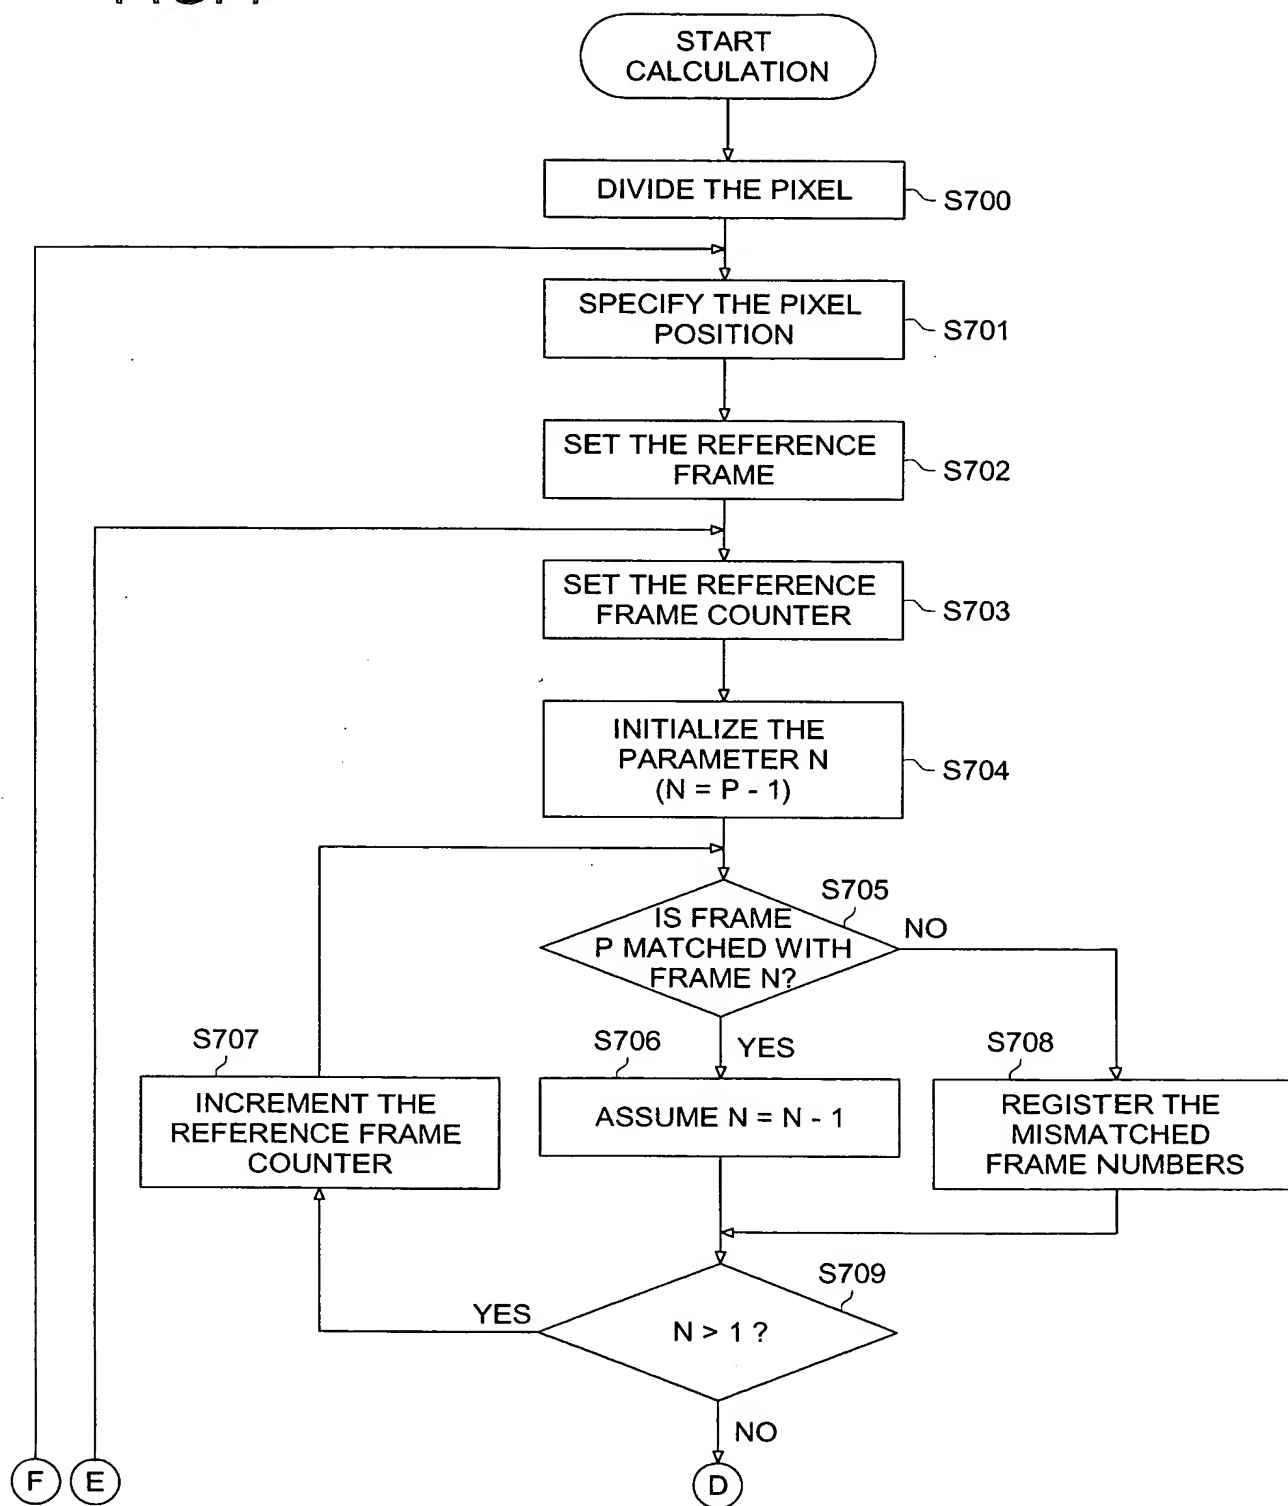 START
CALCULATION
DIVIDE THE PIXEL
S700
SPECIFY THE PIXEL
POSITION
S701
SET THE REFERENCE
FRAME
S702
SET THE REFERENCE
FRAME COUNTER
S703
INITIALIZE THE
PARAMETER N
(N = P - 1)
S704
S705
IS FRAME
P MATCHED WITH
FRAME N?
NO
YES
S707
INCREMENT THE
REFERENCE FRAME
COUNTER
S706
ASSUME N = N - 1
S708
REGISTER THE
MISMATCHED
FRAME NUMBERS
S709
N > 1 ?
YES
NO
F
E
D